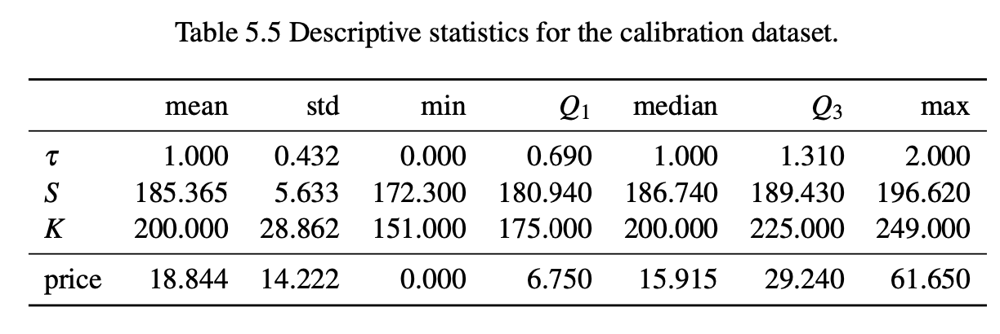 Table 5.5 Descriptive statistics for the calibration dataset.
mean std min Q1 median Q3 max
τ 1.000 0.432 0.000 0.690 1.000 1.310 2.000
S 185.365 5.633 172.300 180.940 186.740 189.430 196.620
K 200.000 28.862 151.000 175.000 200.000 225.000 249.000
price 18.844 14.222 0.000 6.750 15.915 29.240 61.650